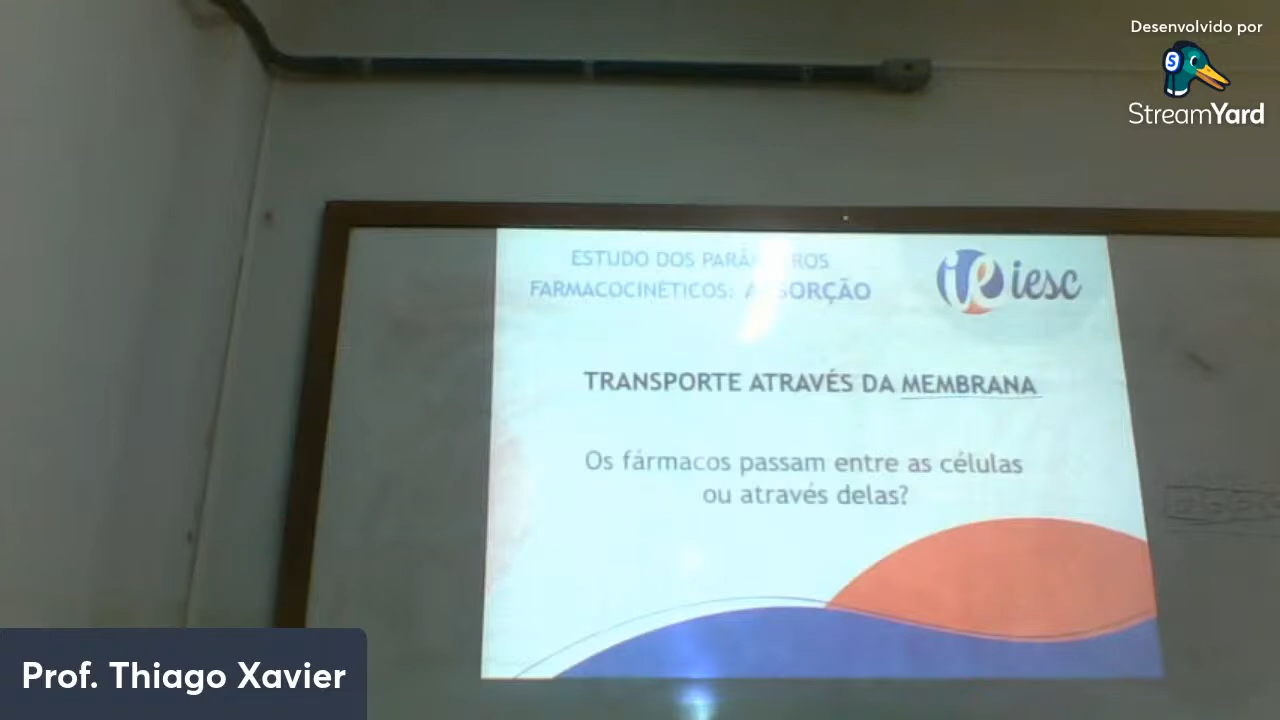 Desenvolvido por
StreamYard
ESTUDO DOS
FARMACOCINÉTICOS:
iesc
TRANSPORTE ATRAVÉS DA MEMBRANA
Os fármacos passam entre as células
ou através delas?
Prof. Thiago Xavier